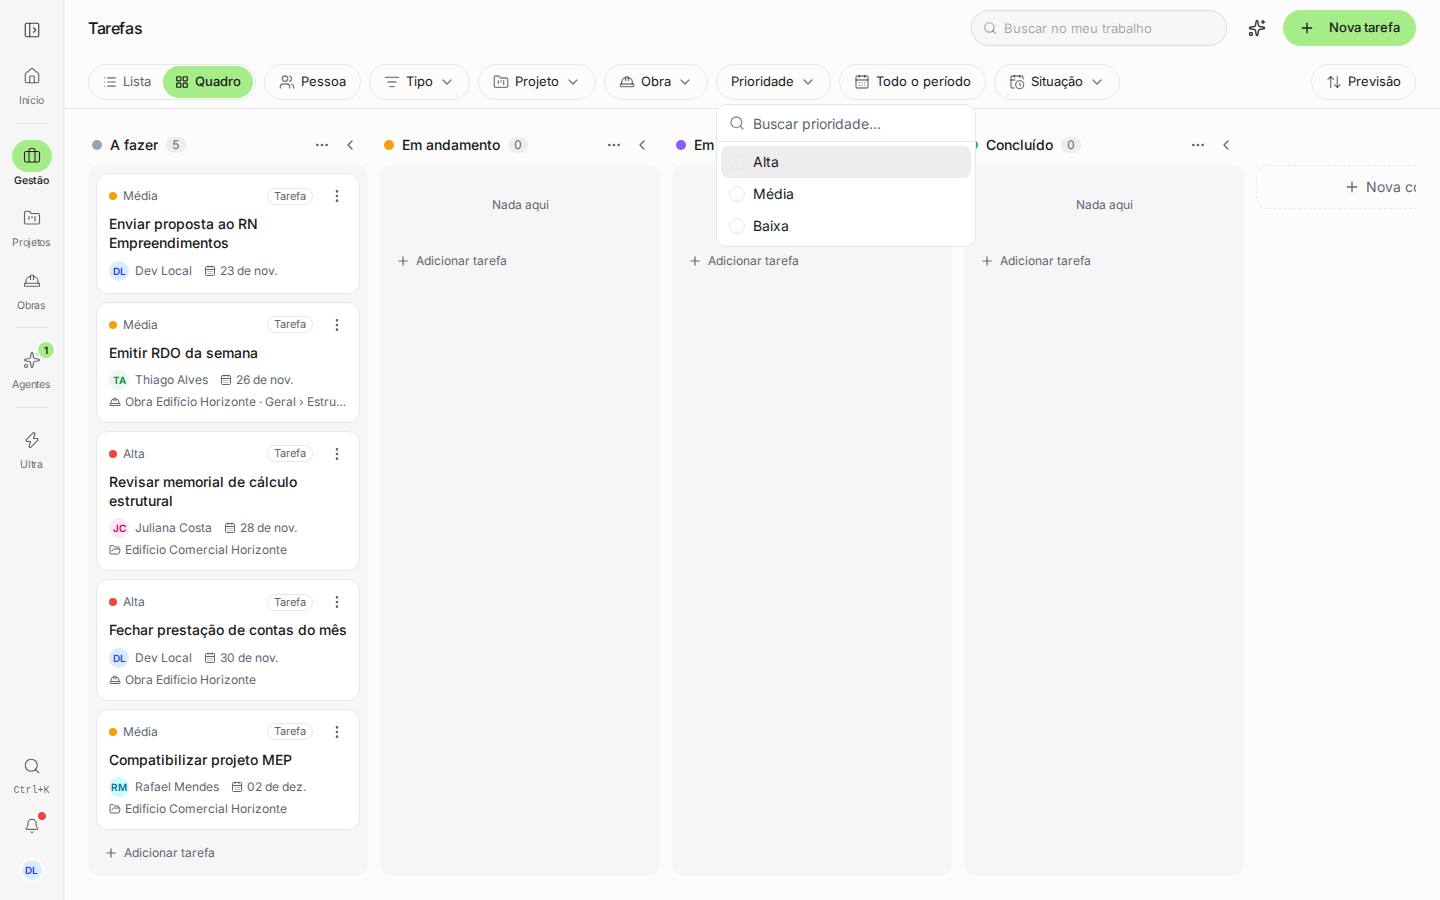 Tarefas
Buscar no meu trabalho
Nova tarefa
Lista
Quadro
Pessoa
Tipo
Projeto
Obra
Prioridade
Todo o período
Situação
Previsão
Início
Gestão
Projetos
Obras
1
Agentes
Ultra
Ctrl+K
DL
A fazer 5
Média
Tarefa
Enviar proposta ao RN
Empreendimentos
DL Dev Local 23 de nov.
Média
Tarefa
Emitir RDO da semana
TA Thiago Alves 26 de nov.
Obra Edifício Horizonte · Geral › Estru...
Alta
Tarefa
Revisar memorial de cálculo
estrutural
JC Juliana Costa 28 de nov.
Edifício Comercial Horizonte
Alta
Tarefa
Fechar prestação de contas do mês
DL Dev Local 30 de nov.
Obra Edifício Horizonte
Média
Tarefa
Compatibilizar projeto MEP
RM Rafael Mendes 02 de dez.
Edifício Comercial Horizonte
Adicionar tarefa
Em andamento 0
Nada aqui
Adicionar tarefa
Em
Buscar prioridade...
Alta
Média
Baixa
Adicionar tarefa
Concluído 0
Nada aqui
Adicionar tarefa
Nova